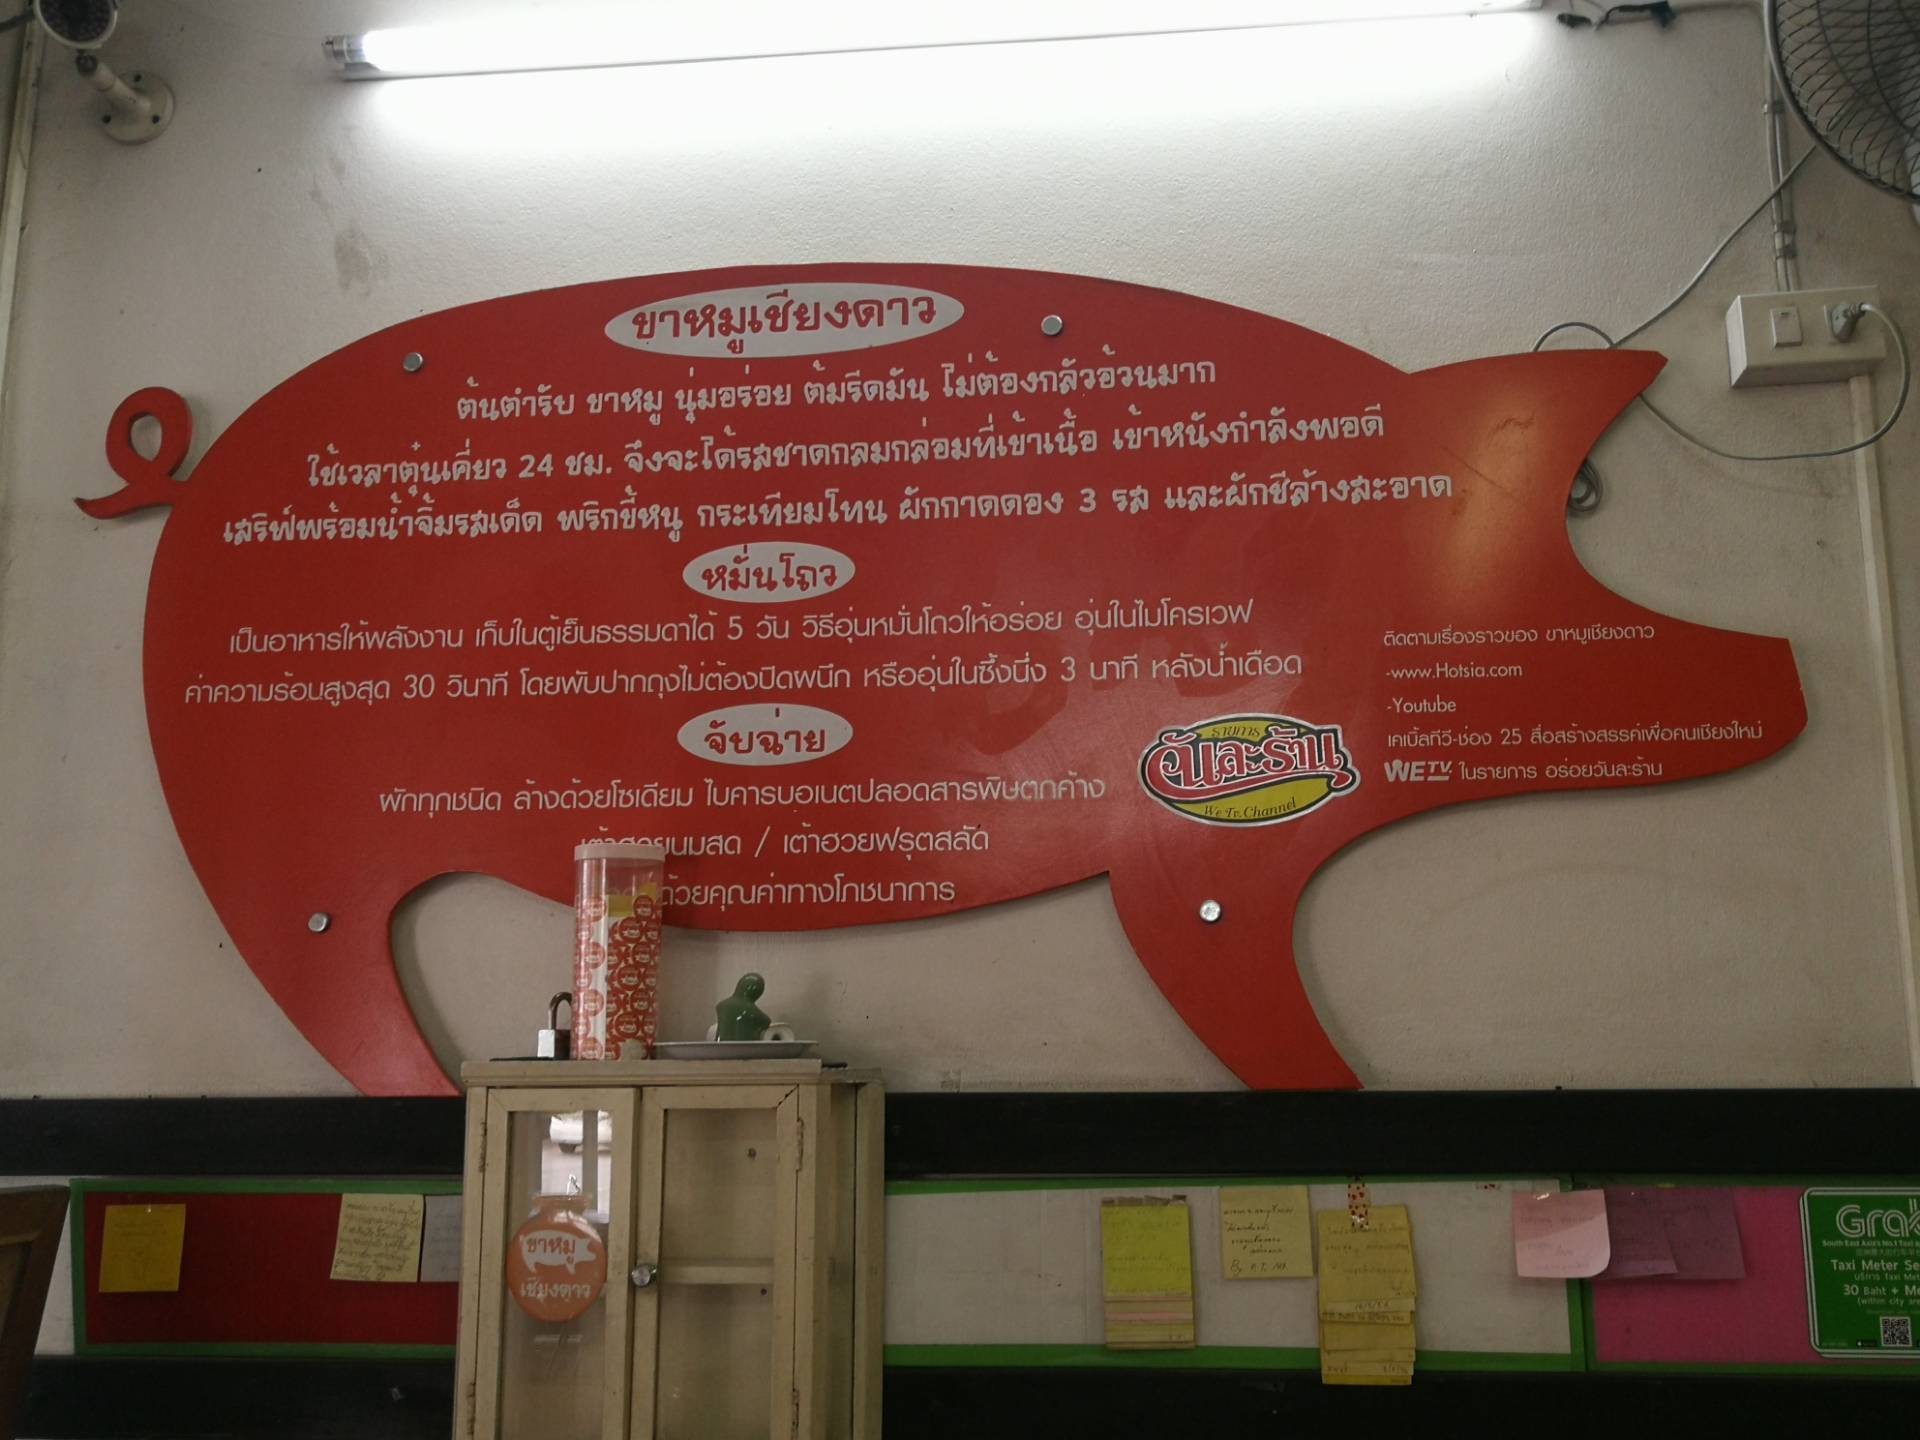 ขาหมูเชียงดาว
ต้นตำรับ ขาหมู นุ่มอร่อย ต้มรีดมัน ไม่ต้องกลัวอ้วนมาก
ใช้เวลาตุ๋นเคี่ยว 24 ชม. จึงจะได้รสชาดกลมกล่อมที่เข้าเนื้อ เข้าหนังกำลังพอดี
เสริฟพร้อมน้ำจิ้มรสเด็ด พริกขี้หนู กระเทียมโทน ผักกาดดอง 3 รส และผักชีล้างสะอาด
หมั่นโถว
เป็นอาหารให้พลังงาน เก็บในตู้เย็นธรรมดาได้ 5 วัน วิธีอุ่นหมั่นโถวให้อร่อย อุ่นในไมโครเวฟ
ค่าความร้อนสูงสุด 30 วินาที โดยพับปากถุงไม่ต้องปิดผนึก หรืออุ่นในซึ้งนึ่ง 3 นาที หลังน้ำเดือด
จับฉ่าย
ผักทุกชนิด ล้างด้วยโซเดียม ไบคารบอเนตปลอดสารพิษตกค้าง
นมสด / เต้าฮวยฟรุตสลัด
ด้วยคุณค่าทางโภชนาการ
รายการ
วันละร้าน
We Tv. Channel
ติดตามเรื่องราวของ ขาหมูเชียงดาว
-www.Hotsia.com
-Youtube
เคเบิ้ลทีวี-ช่อง 25 สื่อสร้างสรรค์เพื่อคนเชียงใหม่
WETV ในรายการ อร่อยวันละร้าน
ขาหมู
เชียงดาว
Taxi Meter
30 Baht +